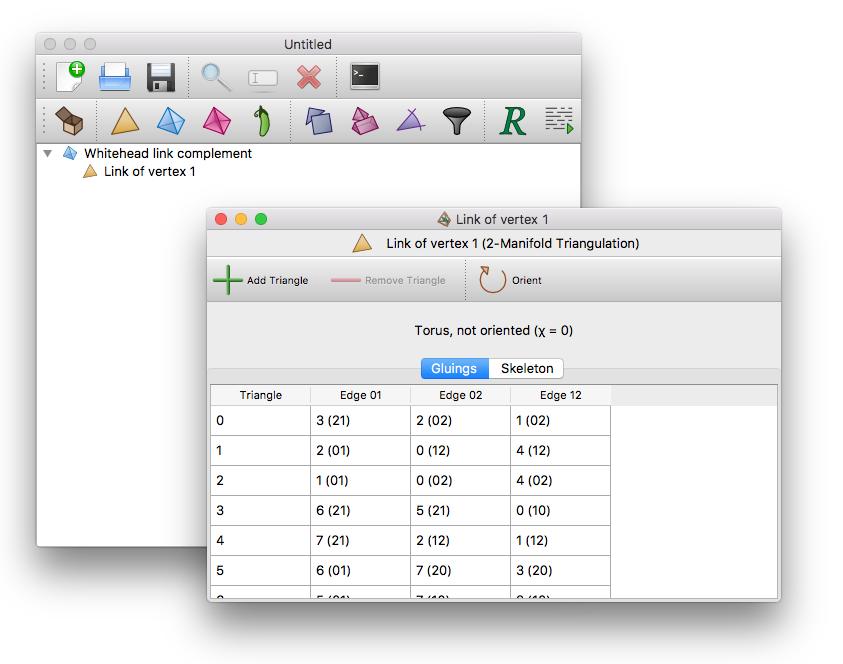 Untitled
Whitehead link complement
Link of vertex 1
Link of vertex 1
Link of vertex 1 (2-Manifold Triangulation)
Add Triangle Remove Triangle Orient
Torus, not oriented (χ = 0)
Gluings Skeleton
Triangle Edge 01 Edge 02 Edge 12
0 3 (21) 2 (02) 1 (02)
1 2 (01) 0 (12) 4 (12)
2 1 (01) 0 (02) 4 (02)
3 6 (21) 5 (21) 0 (10)
4 7 (21) 2 (12) 1 (12)
5 6 (01) 7 (20) 3 (20)